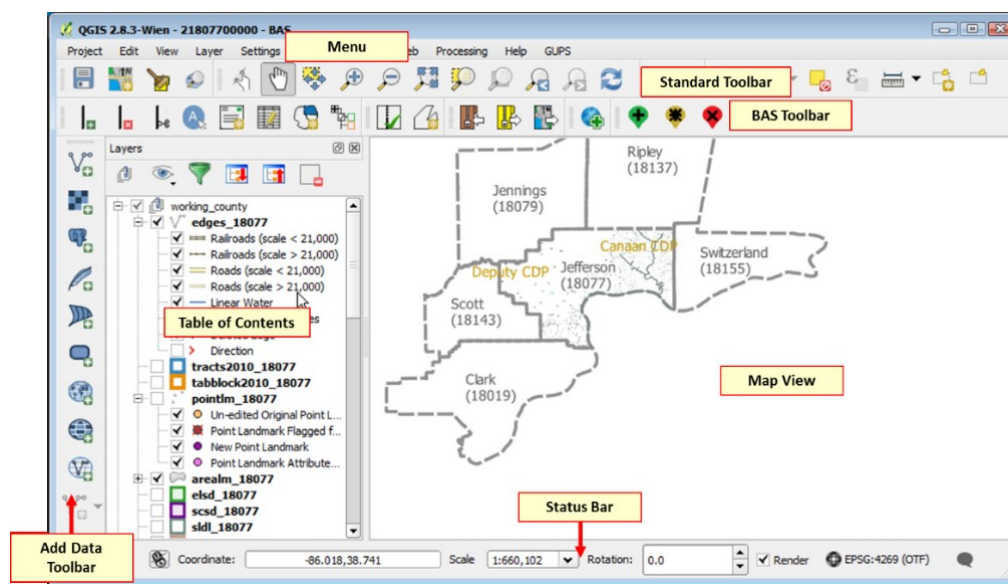 QGIS 2.8.3-Wien - 21807700000 - BAS
Project Edit View Layer Settings Menu Processing Help GUPS
Standard Toolbar
BAS Toolbar
Layers
working_county
edges_18077
Railroads (scale < 21,000)
Railroads (scale > 21,000)
Roads (scale < 21,000)
Roads (scale > 21,000)
Linear Water
Table of Contents
Direction
tracts2010_18077
tabblock2010_18077
pointlm_18077
Un-edited Original Point L...
Point Landmark Flagged f...
New Point Landmark
Point Landmark Attribute...
arealm_18077
elsd_18077
scsd_18077
sldl_18077
Ripley
(18137)
Jennings
(18079)
Canaan CDP
Switzerland
(18155)
Deputy CDP
Jefferson
(18077)
Scott
(18143)
Clark
(18019)
Map View
Status Bar
Add Data
Toolbar
Coordinate: -86.018,38.741 Scale 1:660,102 Rotation: 0.0 Render EPSG:4269 (OTF)